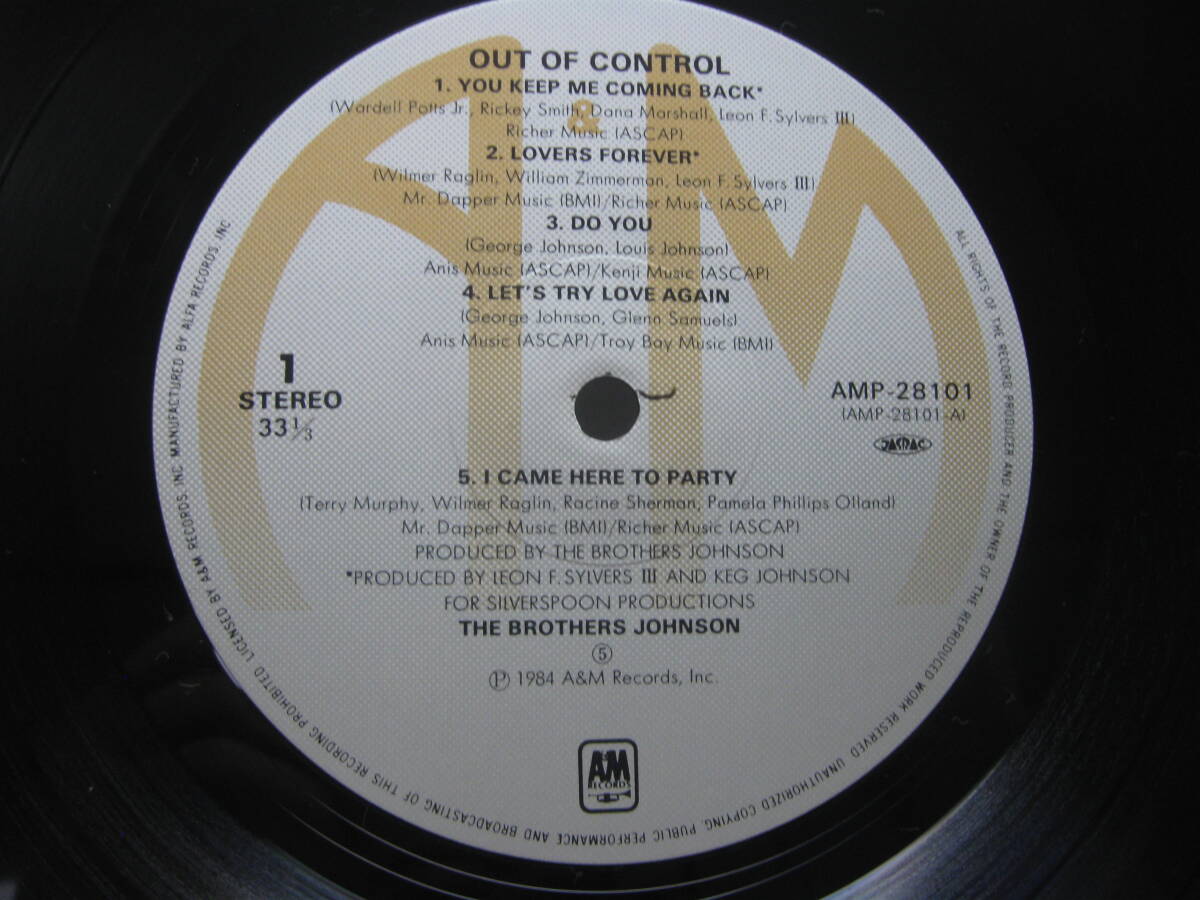 OUT OF CONTROL
1. YOU KEEP ME COMING BACK*
(Wardell Potts Jr., Rickey Smith, Dana Marshall, Leon F. Sylvers III)
Richer Music (ASCAP)
2. LOVERS FOREVER*
(Wilmer Raglin, William Zimmerman, Leon F. Sylvers III)
Mr. Dapper Music (BMI)/Richer Music (ASCAP)
3. DO YOU
(George Johnson, Louis Johnson)
Anis Music (ASCAP)/Kenji Music (ASCAP)
4. LET'S TRY LOVE AGAIN
(George Johnson, Glenn Samuels)
Anis Music (ASCAP)/Troy Bay Music (BMI)
1
STEREO
33 1/3
AMP-28101
(AMP-28101-A)
JASRAC
5. I CAME HERE TO PARTY
(Terry Murphy, Wilmer Raglin, Racine Sherman, Pamela Phillips Olland)
Mr. Dapper Music (BMI)/Richer Music (ASCAP)
PRODUCED BY THE BROTHERS JOHNSON
*PRODUCED BY LEON F. SYLVERS III AND KEG JOHNSON
FOR SILVERSPOON PRODUCTIONS
THE BROTHERS JOHNSON
⑤
Ⓟ 1984 A&M Records, Inc.
A&M
RECORDS
A&M
ALL RIGHTS OF THE RECORD PRODUCER AND THE OWNER OF THE REPRODUCED WORK RESERVED. UNAUTHORIZED COPYING, PUBLIC PERFORMANCE AND BROADCASTING OF THIS RECORDING PROHIBITED LICENSED BY A&M RECORDS INC MANUFACTURED BY ALFA RECORDS INC